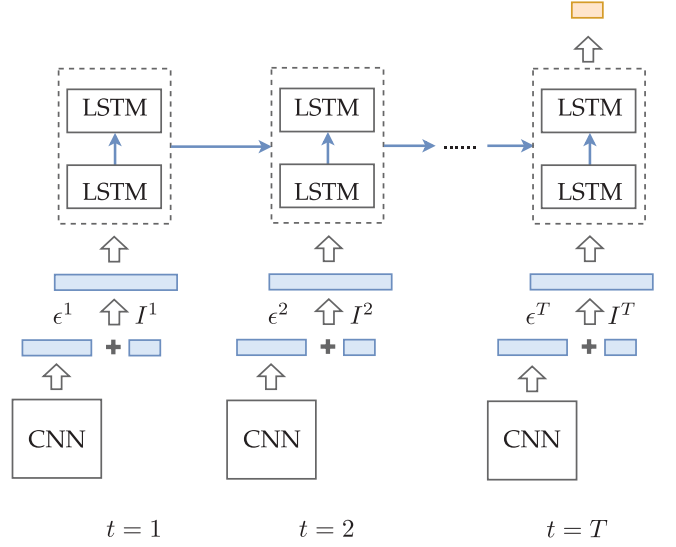 LSTM LSTM LSTM
......
LSTM LSTM LSTM
ϵ¹ I¹ ϵ² I² ϵᵀ Iᵀ
+ + +
CNN CNN CNN
t = 1 t = 2 t = T